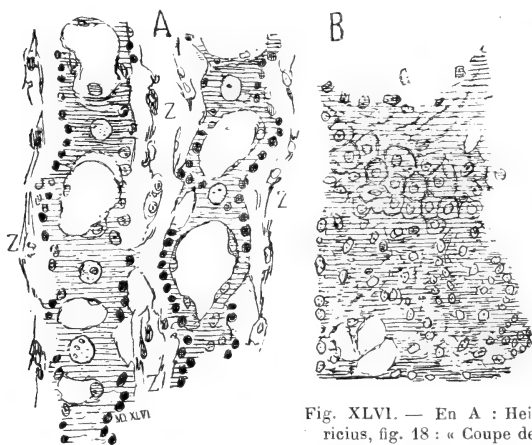 A
B
Z
Z
Z
Z
Fig. XLVI. — En A : Hei
ricius, fig. 18 : « Coupe de